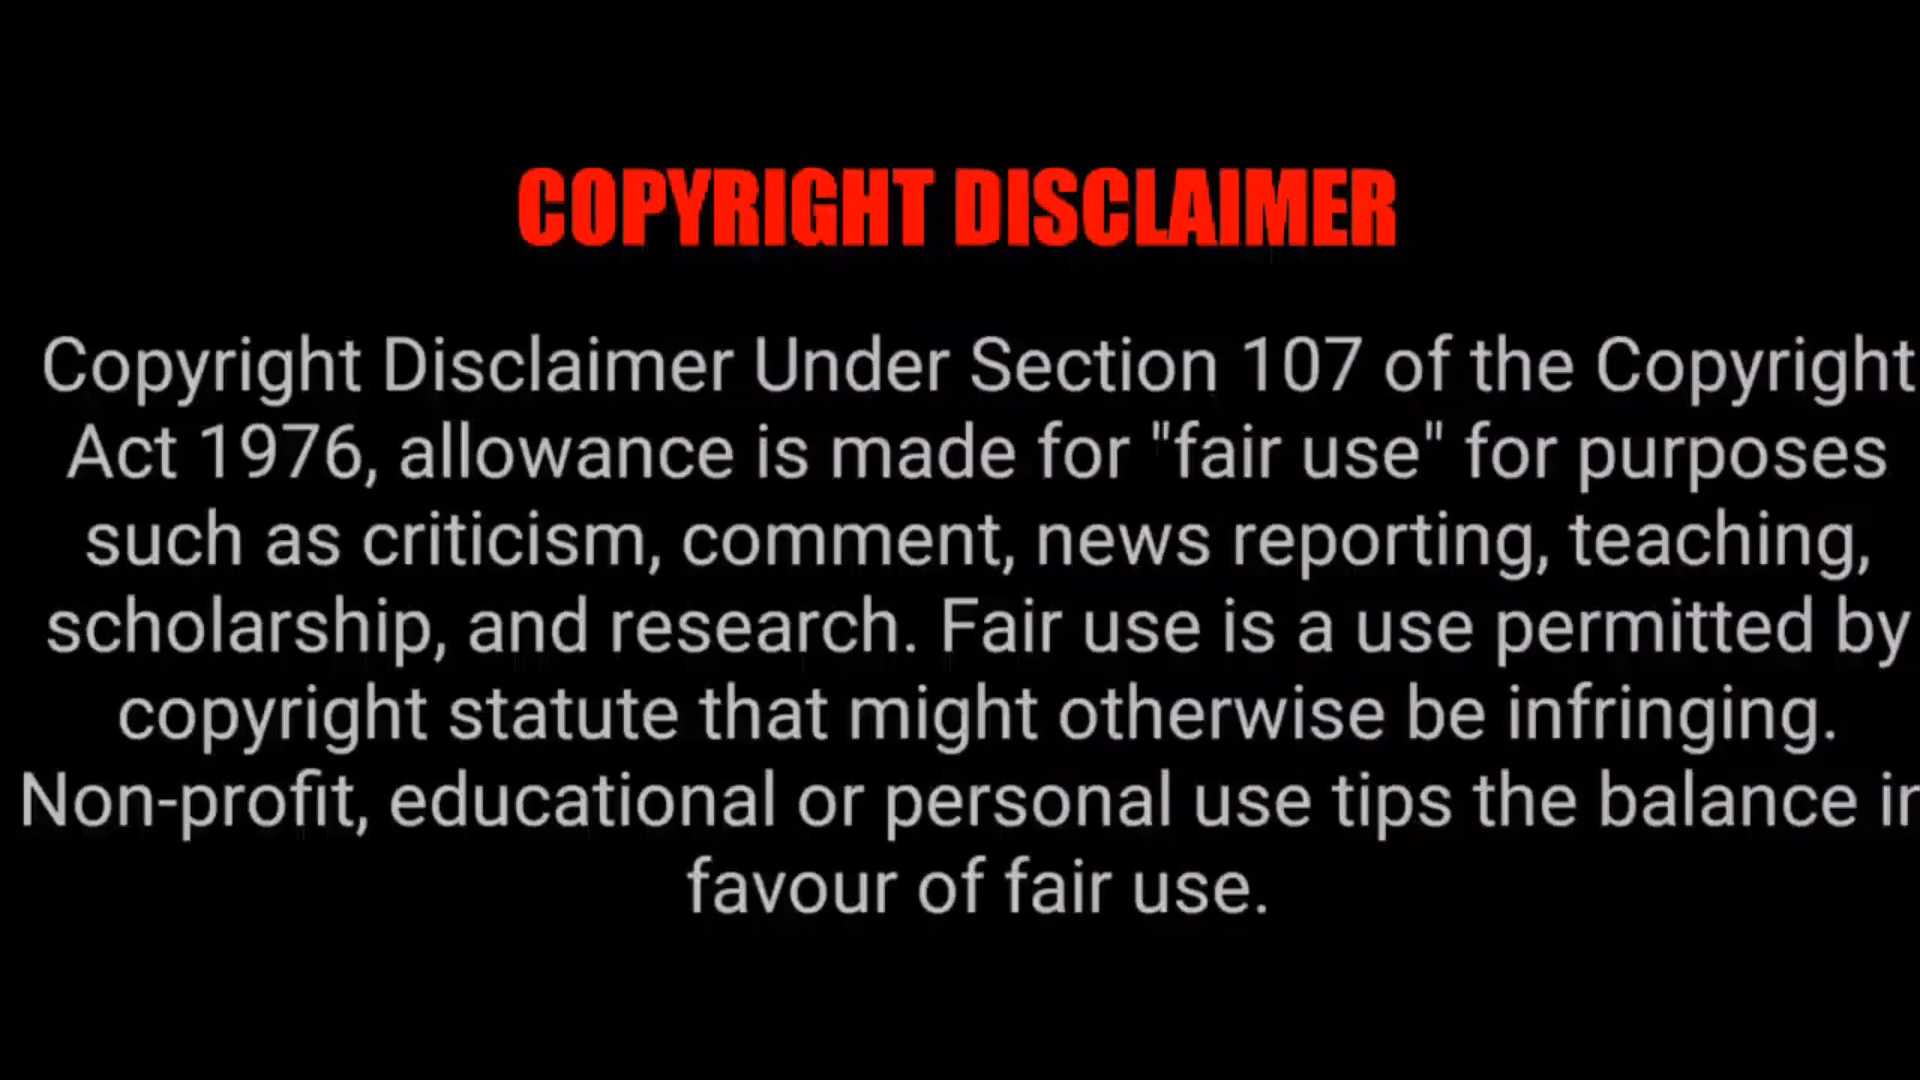 COPYRIGHT DISCLAIMER
Copyright Disclaimer Under Section 107 of the Copyright
Act 1976, allowance is made for "fair use" for purposes
such as criticism, comment, news reporting, teaching,
scholarship, and research. Fair use is a use permitted by
copyright statute that might otherwise be infringing.
Non-profit, educational or personal use tips the balance in
favour of fair use.